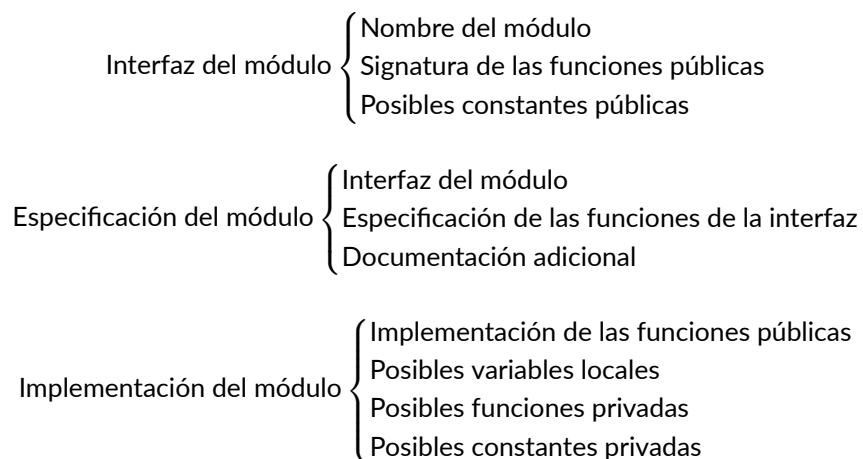 Interfaz del módulo
Nombre del módulo
Signatura de las funciones públicas
Posibles constantes públicas
Especificación del módulo
Interfaz del módulo
Especificación de las funciones de la interfaz
Documentación adicional
Implementación del módulo
Implementación de las funciones públicas
Posibles variables locales
Posibles funciones privadas
Posibles constantes privadas